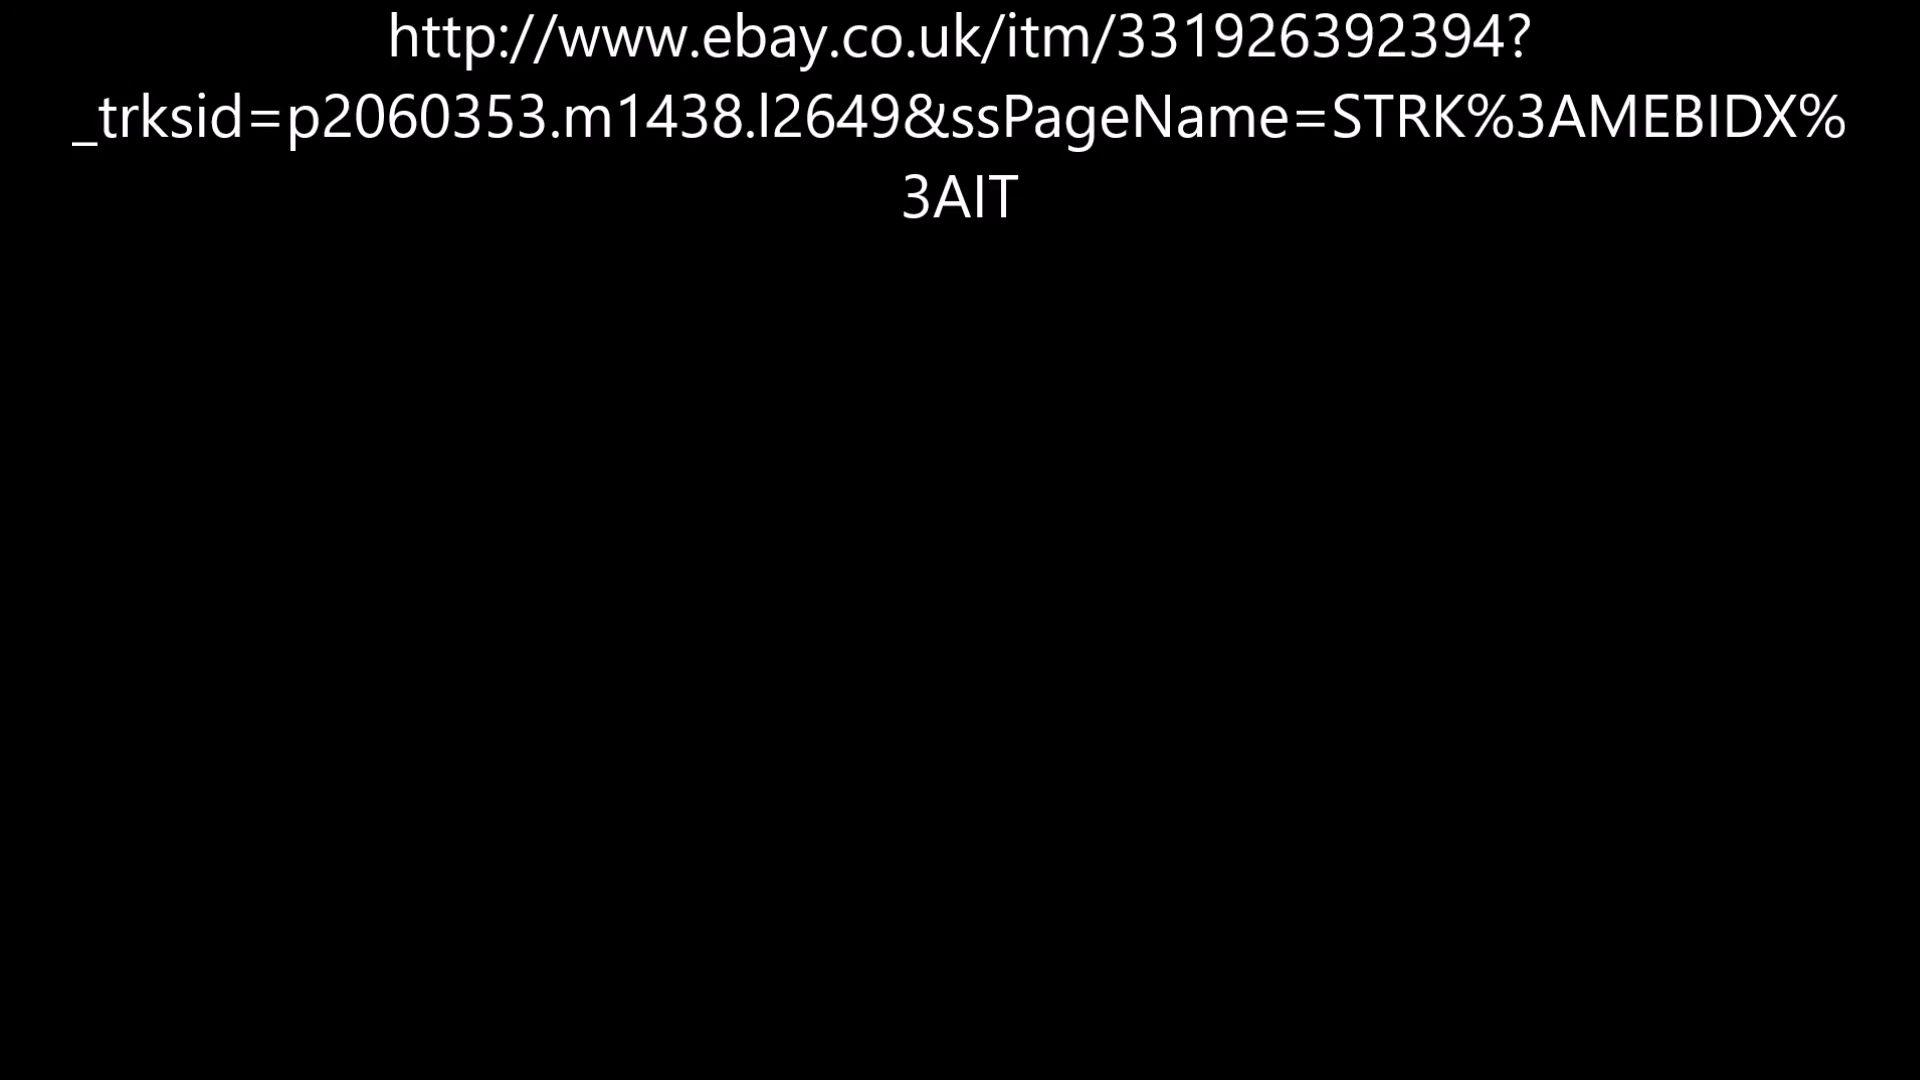 http://www.ebay.co.uk/itm/331926392394?
_trksid=p2060353.m1438.l2649&ssPageName=STRK%3AMEBIDX%
3AIT